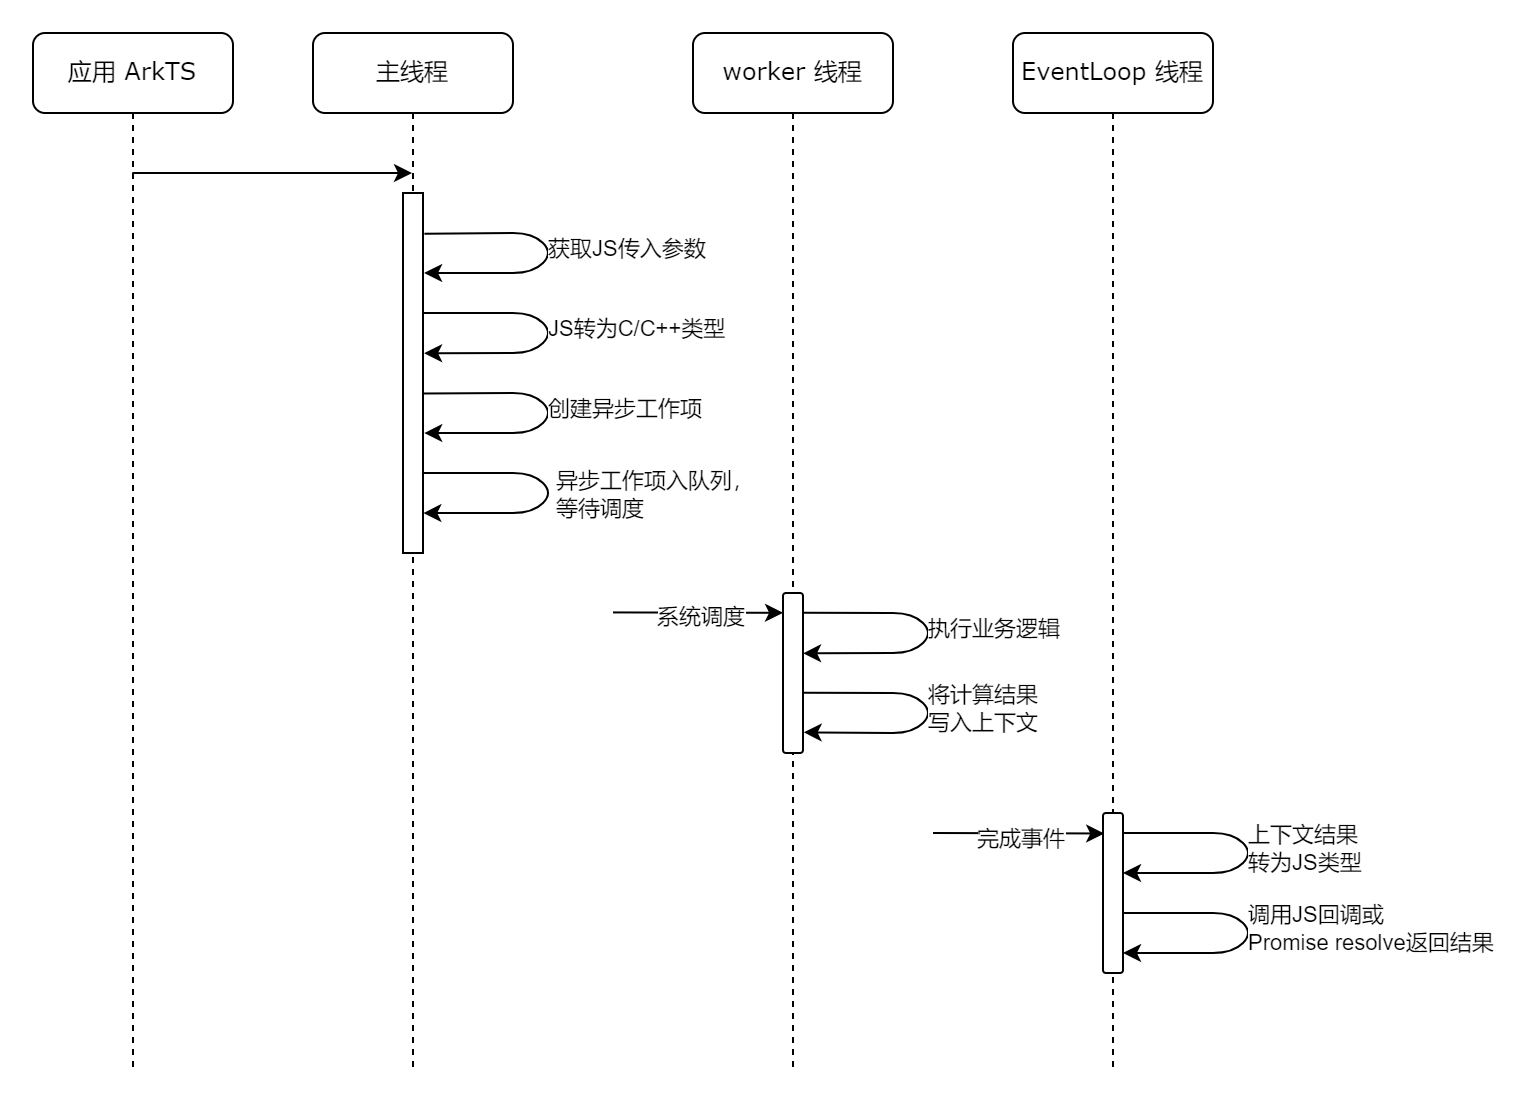 应用 ArkTS
主线程
worker 线程
EventLoop 线程
获取JS传入参数
JS转为C/C++类型
创建异步工作项
异步工作项入队列，
等待调度
系统调度
执行业务逻辑
将计算结果
写入上下文
完成事件
上下文结果
转为JS类型
调用JS回调或
Promise resolve返回结果